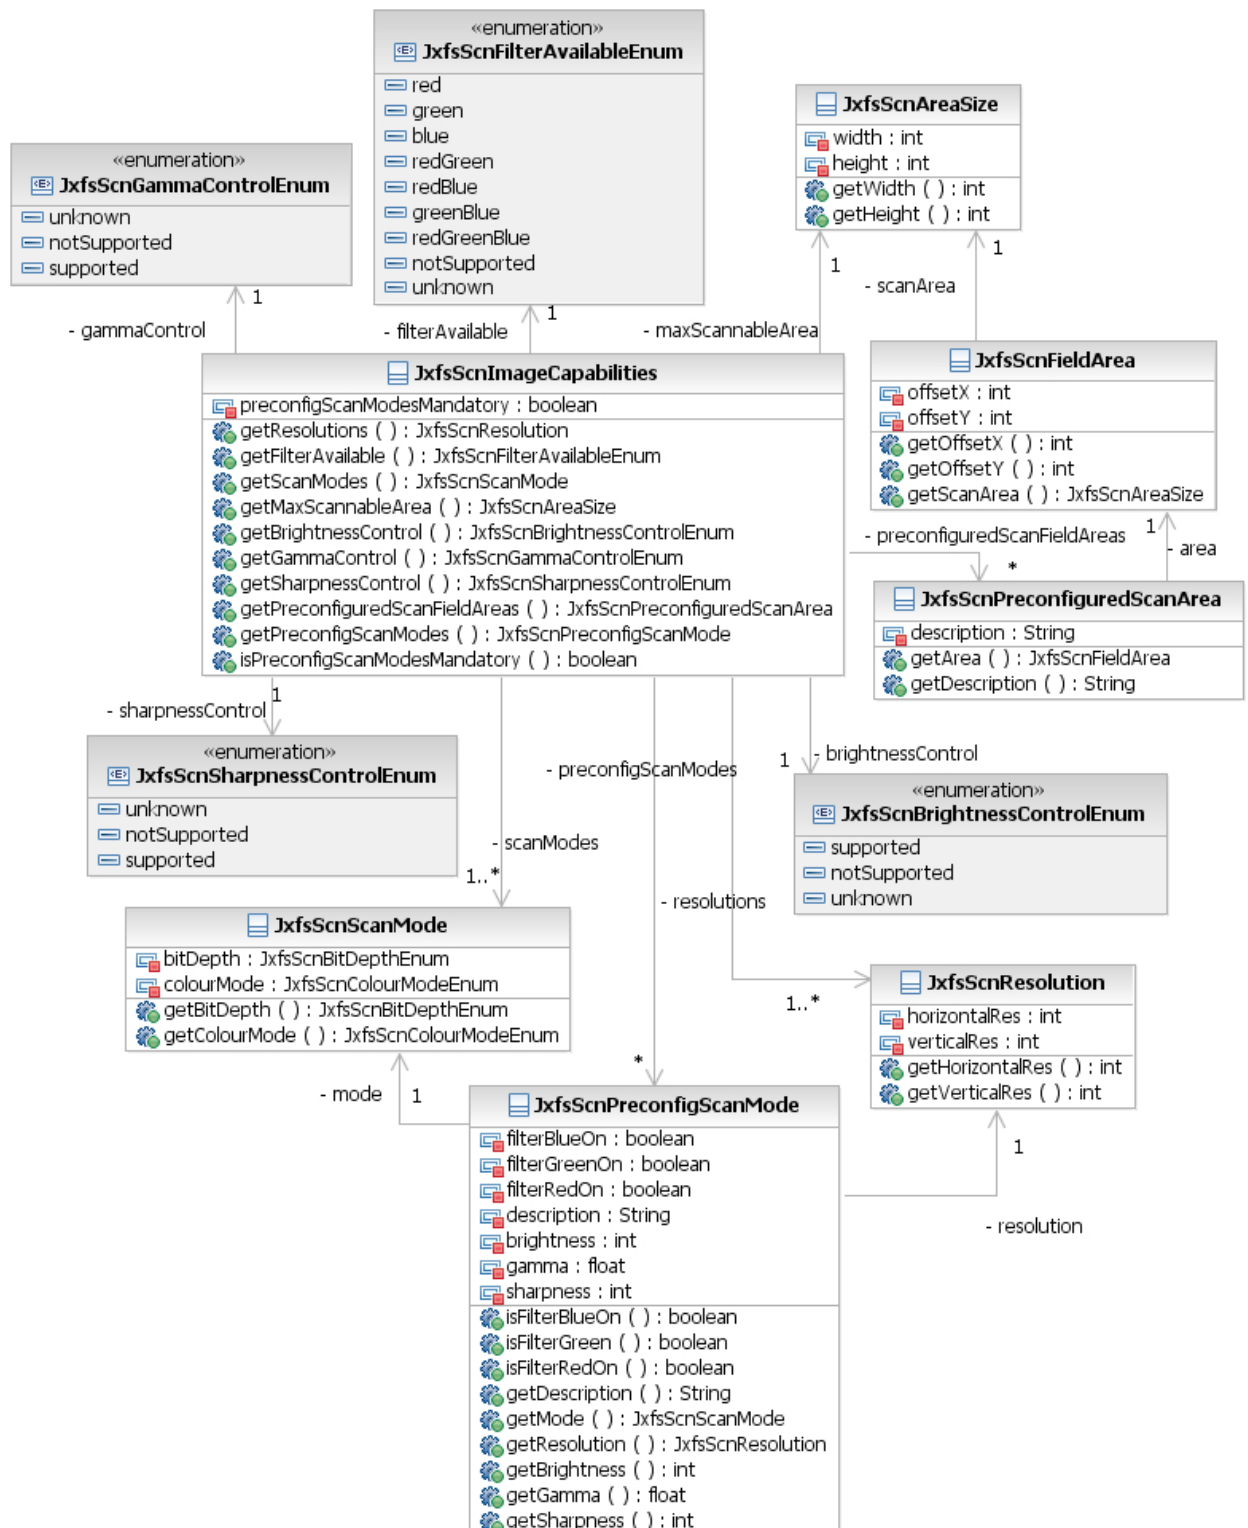 «enumeration»
JxfsScnFilterAvailableEnum
red
green
blue
redGreen
redBlue
greenBlue
redGreenBlue
notSupported
unknown
«enumeration»
JxfsScnGammaControlEnum
unknown
notSupported
supported
JxfsScnAreaSize
width : int
height : int
getWidth ( ) : int
getHeight ( ) : int
1
- gammaControl
1
- filterAvailable
1
- maxScannableArea
1
- scanArea
JxfsScnFieldArea
offsetX : int
offsetY : int
getOffsetX ( ) : int
getOffsetY ( ) : int
getScanArea ( ) : JxfsScnAreaSize
JxfsScnImageCapabilities
preconfigScanModesMandatory : boolean
getResolutions ( ) : JxfsScnResolution
getFilterAvailable ( ) : JxfsScnFilterAvailableEnum
getScanModes ( ) : JxfsScnScanMode
getMaxScannableArea ( ) : JxfsScnAreaSize
getBrightnessControl ( ) : JxfsScnBrightnessControlEnum
getGammaControl ( ) : JxfsScnGammaControlEnum
getSharpnessControl ( ) : JxfsScnSharpnessControlEnum
getPreconfiguredScanFieldAreas ( ) : JxfsScnPreconfiguredScanArea
getPreconfigScanModes ( ) : JxfsScnPreconfigScanMode
isPreconfigScanModesMandatory ( ) : boolean
- preconfiguredScanFieldAreas
*
1
- area
JxfsScnPreconfiguredScanArea
description : String
getArea ( ) : JxfsScnFieldArea
getDescription ( ) : String
1
- sharpnessControl
«enumeration»
JxfsScnSharpnessControlEnum
unknown
notSupported
supported
- preconfigScanModes
1
- brightnessControl
«enumeration»
JxfsScnBrightnessControlEnum
supported
notSupported
unknown
- scanModes
1..*
- resolutions
1..*
JxfsScnScanMode
bitDepth : JxfsScnBitDepthEnum
colourMode : JxfsScnColourModeEnum
getBitDepth ( ) : JxfsScnBitDepthEnum
getColourMode ( ) : JxfsScnColourModeEnum
JxfsScnResolution
horizontalRes : int
verticalRes : int
getHorizontalRes ( ) : int
getVerticalRes ( ) : int
- mode
1
*
1
- resolution
JxfsScnPreconfigScanMode
filterBlueOn : boolean
filterGreenOn : boolean
filterRedOn : boolean
description : String
brightness : int
gamma : float
sharpness : int
isFilterBlueOn ( ) : boolean
isFilterGreen ( ) : boolean
isFilterRedOn ( ) : boolean
getDescription ( ) : String
getMode ( ) : JxfsScnScanMode
getResolution ( ) : JxfsScnResolution
getBrightness ( ) : int
getGamma ( ) : float
getSharpness ( ) : int